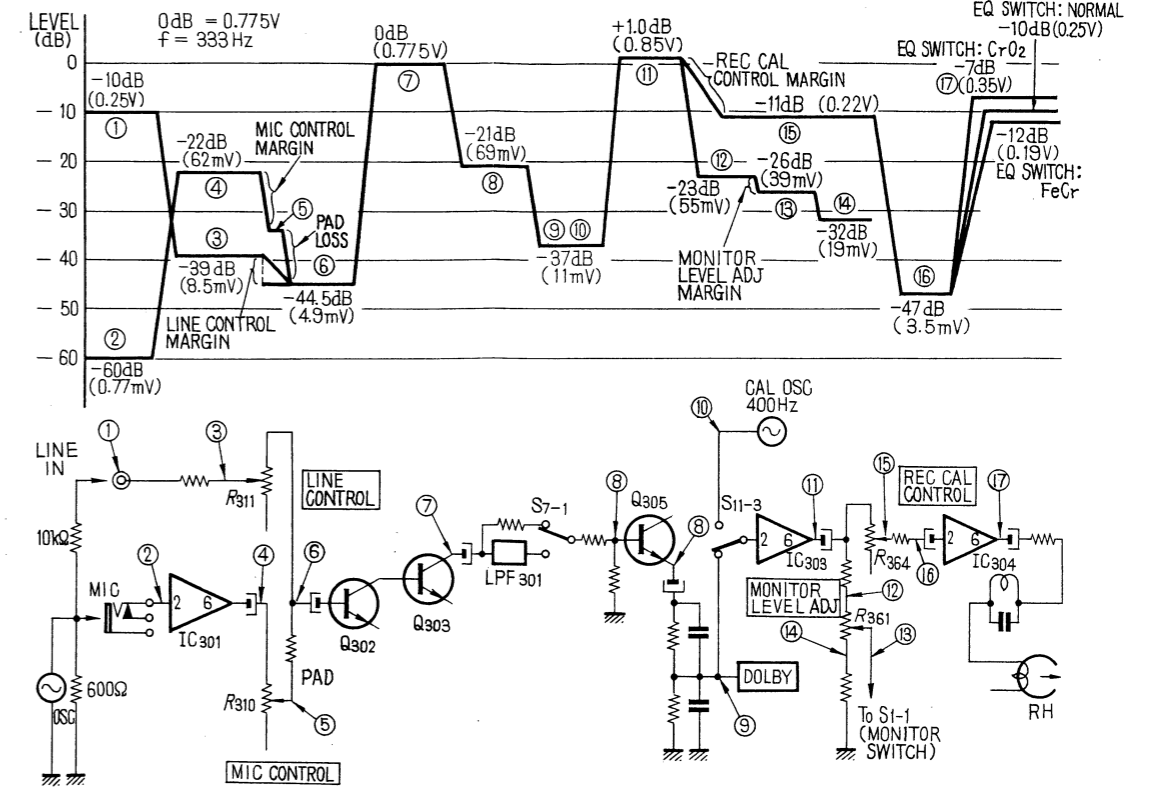 LEVEL
(dB)
0dB = 0.775V
f = 333Hz
0
−10
−20
−30
−40
−50
−60
−10dB
(0.25V)
①
②
−60dB
(0.77mV)
−22dB
(62mV)
④
MIC CONTROL
MARGIN
③
−39dB
(8.5mV)
LINE CONTROL
MARGIN
⑤
PAD
LOSS
⑥
−44.5dB
(4.9mV)
0dB
(0.775V)
⑦
−21dB
(69mV)
⑧
⑨ ⑩
−37dB
(11mV)
+1.0dB
(0.85V)
⑪
REC CAL
CONTROL MARGIN
−11dB (0.22V)
⑮
⑫
−23dB
(55mV)
−26dB
(39mV)
⑬
⑭
−32dB
(19mV)
MONITOR
LEVEL ADJ
MARGIN
⑯
−47dB
(3.5mV)
EQ SWITCH: NORMAL
−10dB(0.25V)
EQ SWITCH: CrO2
−7dB
⑰(0.35V)
−12dB
(0.19V)
EQ SWITCH:
FeCr
LINE
IN
①
③
R311
LINE
CONTROL
10kΩ
MIC
②
2 6
IC301
④
⑥
600Ω
OSC
R310
PAD
⑤
MIC CONTROL
Q302
Q303
⑦
S7-1
LPF301
⑧
Q305
⑧
⑩
CAL OSC
400Hz
S11-3
DOLBY
⑨
2 6
IC303
⑪
⑮
REC CAL
CONTROL
R364
⑯
2 6
IC304
⑰
MONITOR
LEVEL ADJ
⑫
R361
⑭
⑬
To S1-1
(MONITOR
SWITCH)
RH